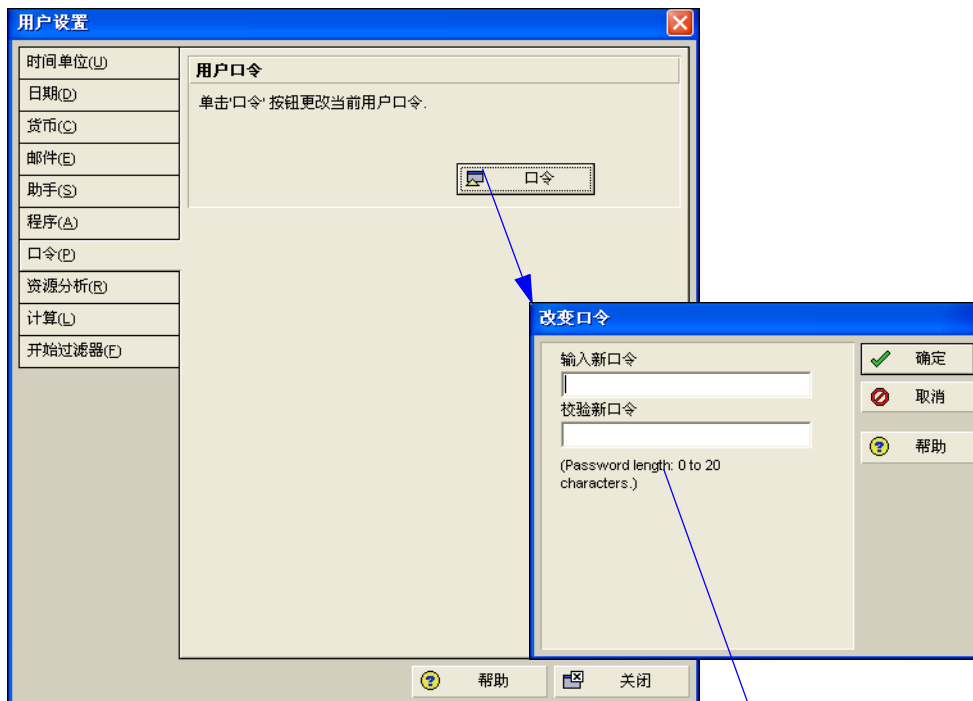 用户设置
时间单位(U)
日期(D)
货币(C)
邮件(E)
助手(S)
程序(A)
口令(P)
资源分析(R)
计算(L)
开始过滤器(F)
用户口令
单击'口令' 按钮更改当前用户口令.
口令
帮助
关闭
改变口令
输入新口令
校验新口令
(Password length: 0 to 20
characters.)
确定
取消
帮助